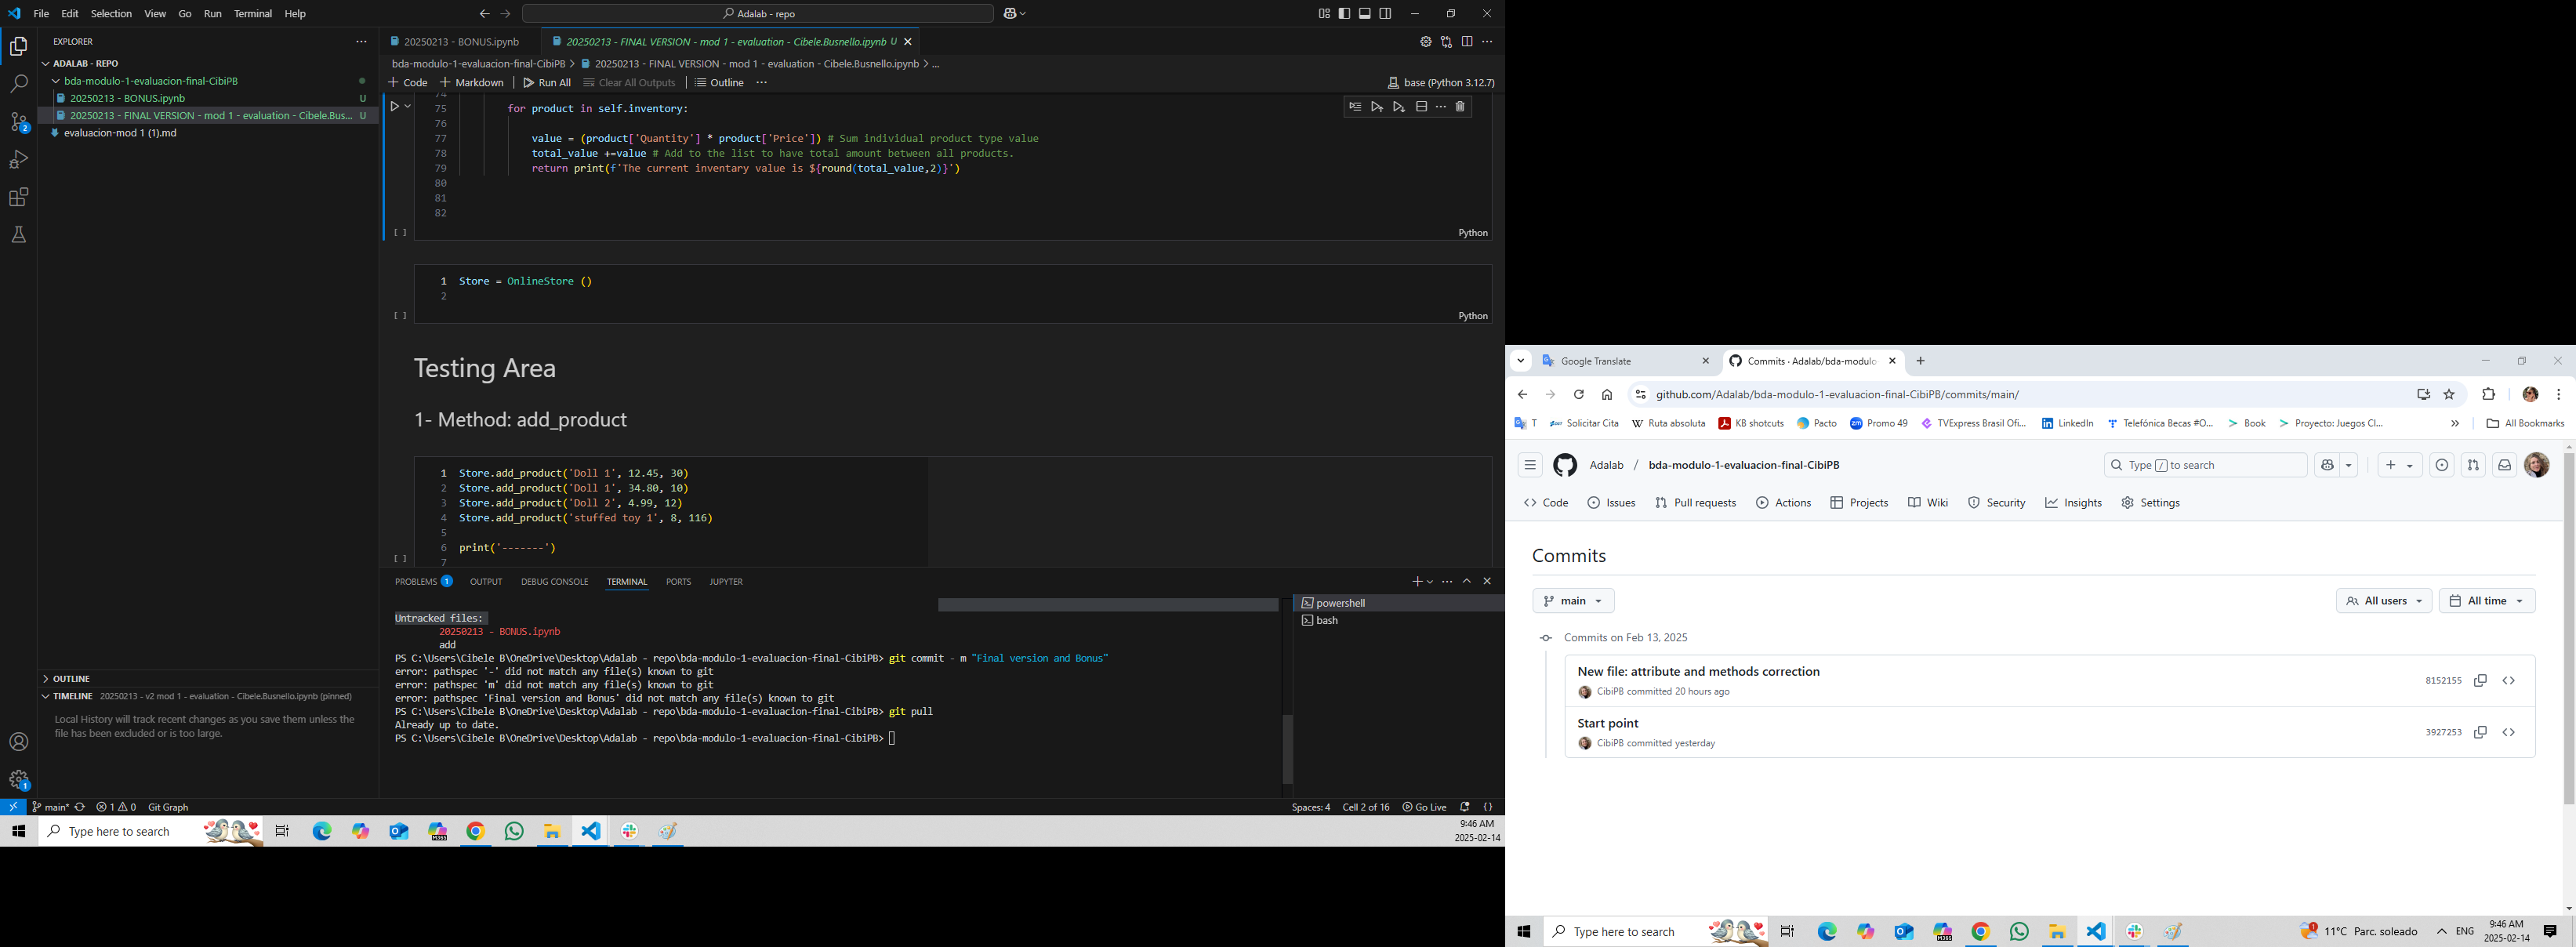 File Edit Selection View Go Run Terminal Help
Adalab - repo
EXPLORER
ADALAB - REPO
bda-modulo-1-evaluacion-final-CibiPB
20250213 - BONUS.ipynb U
20250213 - FINAL VERSION - mod 1 - evaluation - Cibele.Bus... U
evaluacion-mod 1 (1).md
OUTLINE
TIMELINE 20250213 - v2 mod 1 - evaluation - Cibele.Busnello.ipynb (pinned)
Local History will track recent changes as you save them unless the
file has been excluded or is too large.
20250213 - BONUS.ipynb
20250213 - FINAL VERSION - mod 1 - evaluation - Cibele.Busnello.ipynb U
bda-modulo-1-evaluacion-final-CibiPB > 20250213 - FINAL VERSION - mod 1 - evaluation - Cibele.Busnello.ipynb > ...
+ Code + Markdown Run All Clear All Outputs Outline ...
base (Python 3.12.7)
74
75 for product in self.inventory:
76
77 value = (product['Quantity'] * product['Price']) # Sum individual product type value
78 total_value +=value # Add to the list to have total amount between all products.
79 return print(f'The current inventary value is ${round(total_value,2)}')
80
81
82
[ ] Python
1 Store = OnlineStore ()
2
[ ] Python
Testing Area
1- Method: add_product
1 Store.add_product('Doll 1', 12.45, 30)
2 Store.add_product('Doll 1', 34.80, 10)
3 Store.add_product('Doll 2', 4.99, 12)
4 Store.add_product('stuffed toy 1', 8, 116)
5
6 print('-------')
[ ] 7
PROBLEMS 1 OUTPUT DEBUG CONSOLE TERMINAL PORTS JUPYTER
Untracked files:
20250213 - BONUS.ipynb
add
PS C:\Users\Cibele B\OneDrive\Desktop\Adalab - repo\bda-modulo-1-evaluacion-final-CibiPB> git commit - m "Final version and Bonus"
error: pathspec '-' did not match any file(s) known to git
error: pathspec 'm' did not match any file(s) known to git
error: pathspec 'Final version and Bonus' did not match any file(s) known to git
PS C:\Users\Cibele B\OneDrive\Desktop\Adalab - repo\bda-modulo-1-evaluacion-final-CibiPB> git pull
Already up to date.
PS C:\Users\Cibele B\OneDrive\Desktop\Adalab - repo\bda-modulo-1-evaluacion-final-CibiPB>
powershell
bash
2
1
main* 1 0 Git Graph
Spaces: 4 Cell 2 of 16 Go Live { }
Type here to search
9:46 AM
2025-02-14
Google Translate
Commits · Adalab/bda-modulo-
github.com/Adalab/bda-modulo-1-evaluacion-final-CibiPB/commits/main/
T Solicitar Cita Ruta absoluta KB shotcuts Pacto Promo 49 TVExpress Brasil Ofi... LinkedIn Telefónica Becas #O... Book Proyecto: Juegos Cl... » All Bookmarks
Adalab / bda-modulo-1-evaluacion-final-CibiPB
Type / to search
Code Issues Pull requests Actions Projects Wiki Security Insights Settings
Commits
main
All users All time
Commits on Feb 13, 2025
New file: attribute and methods correction
CibiPB committed 20 hours ago
8152155
Start point
CibiPB committed yesterday
3927253
Type here to search
11°C Parc. soleado ENG
9:46 AM
2025-02-14